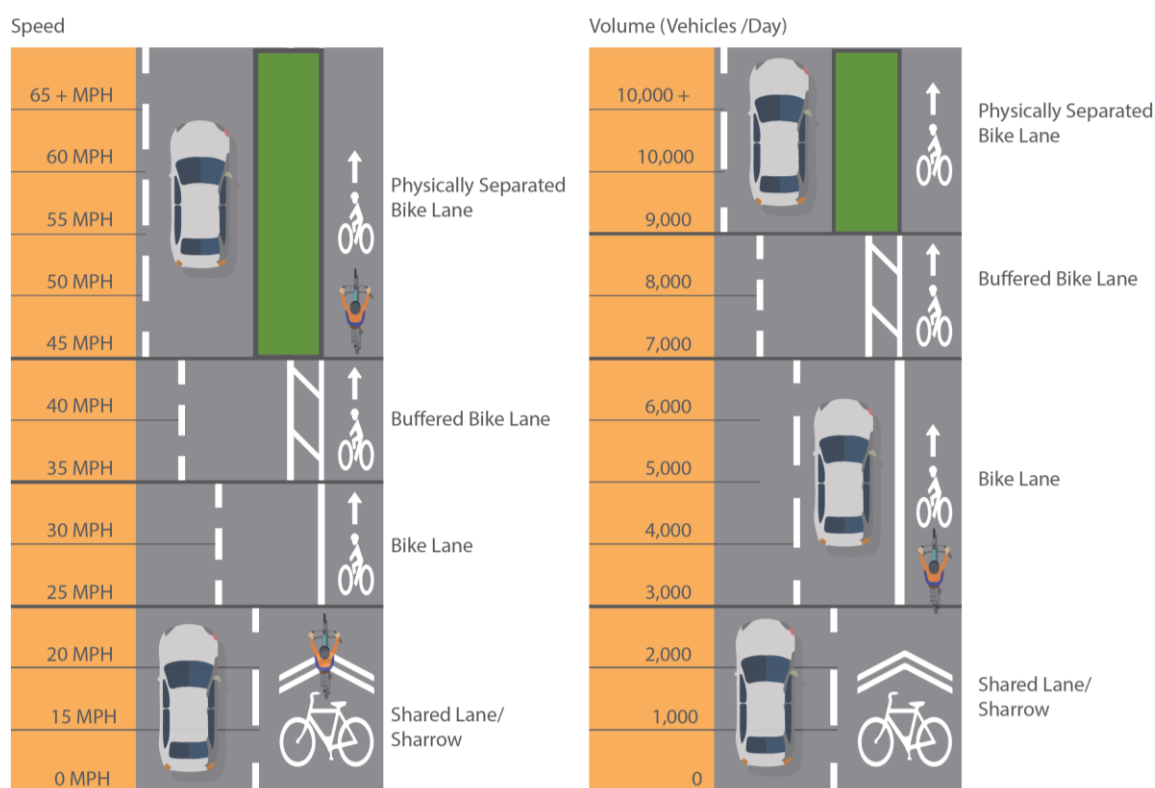 Speed
65 + MPH
60 MPH
55 MPH
50 MPH
45 MPH
40 MPH
35 MPH
30 MPH
25 MPH
20 MPH
15 MPH
0 MPH
Physically Separated
Bike Lane
Buffered Bike Lane
Bike Lane
Shared Lane/
Sharrow
Volume (Vehicles /Day)
10,000 +
10,000
9,000
8,000
7,000
6,000
5,000
4,000
3,000
2,000
1,000
0
Physically Separated
Bike Lane
Buffered Bike Lane
Bike Lane
Shared Lane/
Sharrow